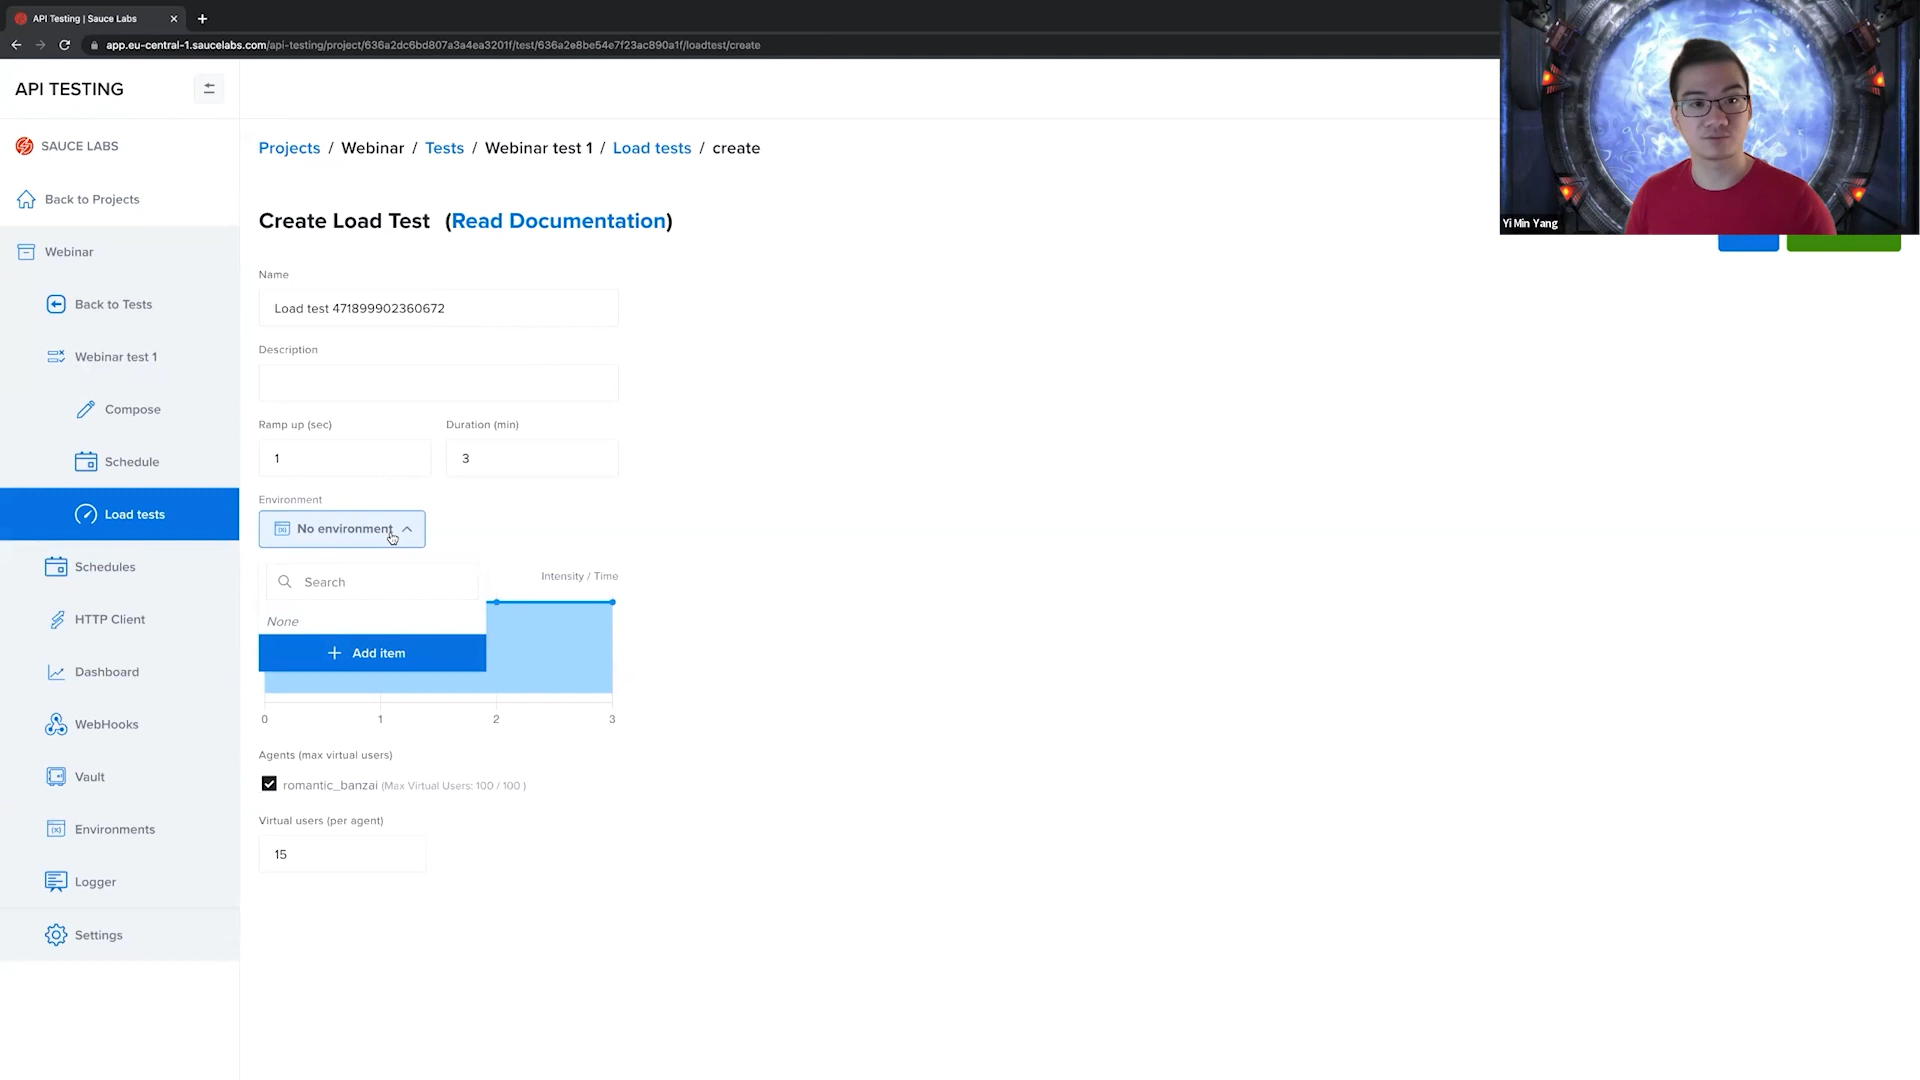 API Testing | Sauce Labs
app.eu-central-1.saucelabs.com/api-testing/project/636a2dc6bd807a3a4ea3201f/test/636a2e8be54e7f23ac890a1f/loadtest/create
Yi Min Yang
API TESTING
SAUCE LABS
Back to Projects
Webinar
Back to Tests
Webinar test 1
Compose
Schedule
Load tests
Schedules
HTTP Client
Dashboard
WebHooks
Vault
Environments
Logger
Settings
Projects / Webinar / Tests / Webinar test 1 / Load tests / create
Create Load Test (Read Documentation)
Name
Load test 471899902360672
Description
Ramp up (sec) Duration (min)
1 3
Environment
No environment
Search
Intensity / Time
None
+ Add item
0 1 2 3
Agents (max virtual users)
romantic_banzai (Max Virtual Users: 100 / 100 )
Virtual users (per agent)
15